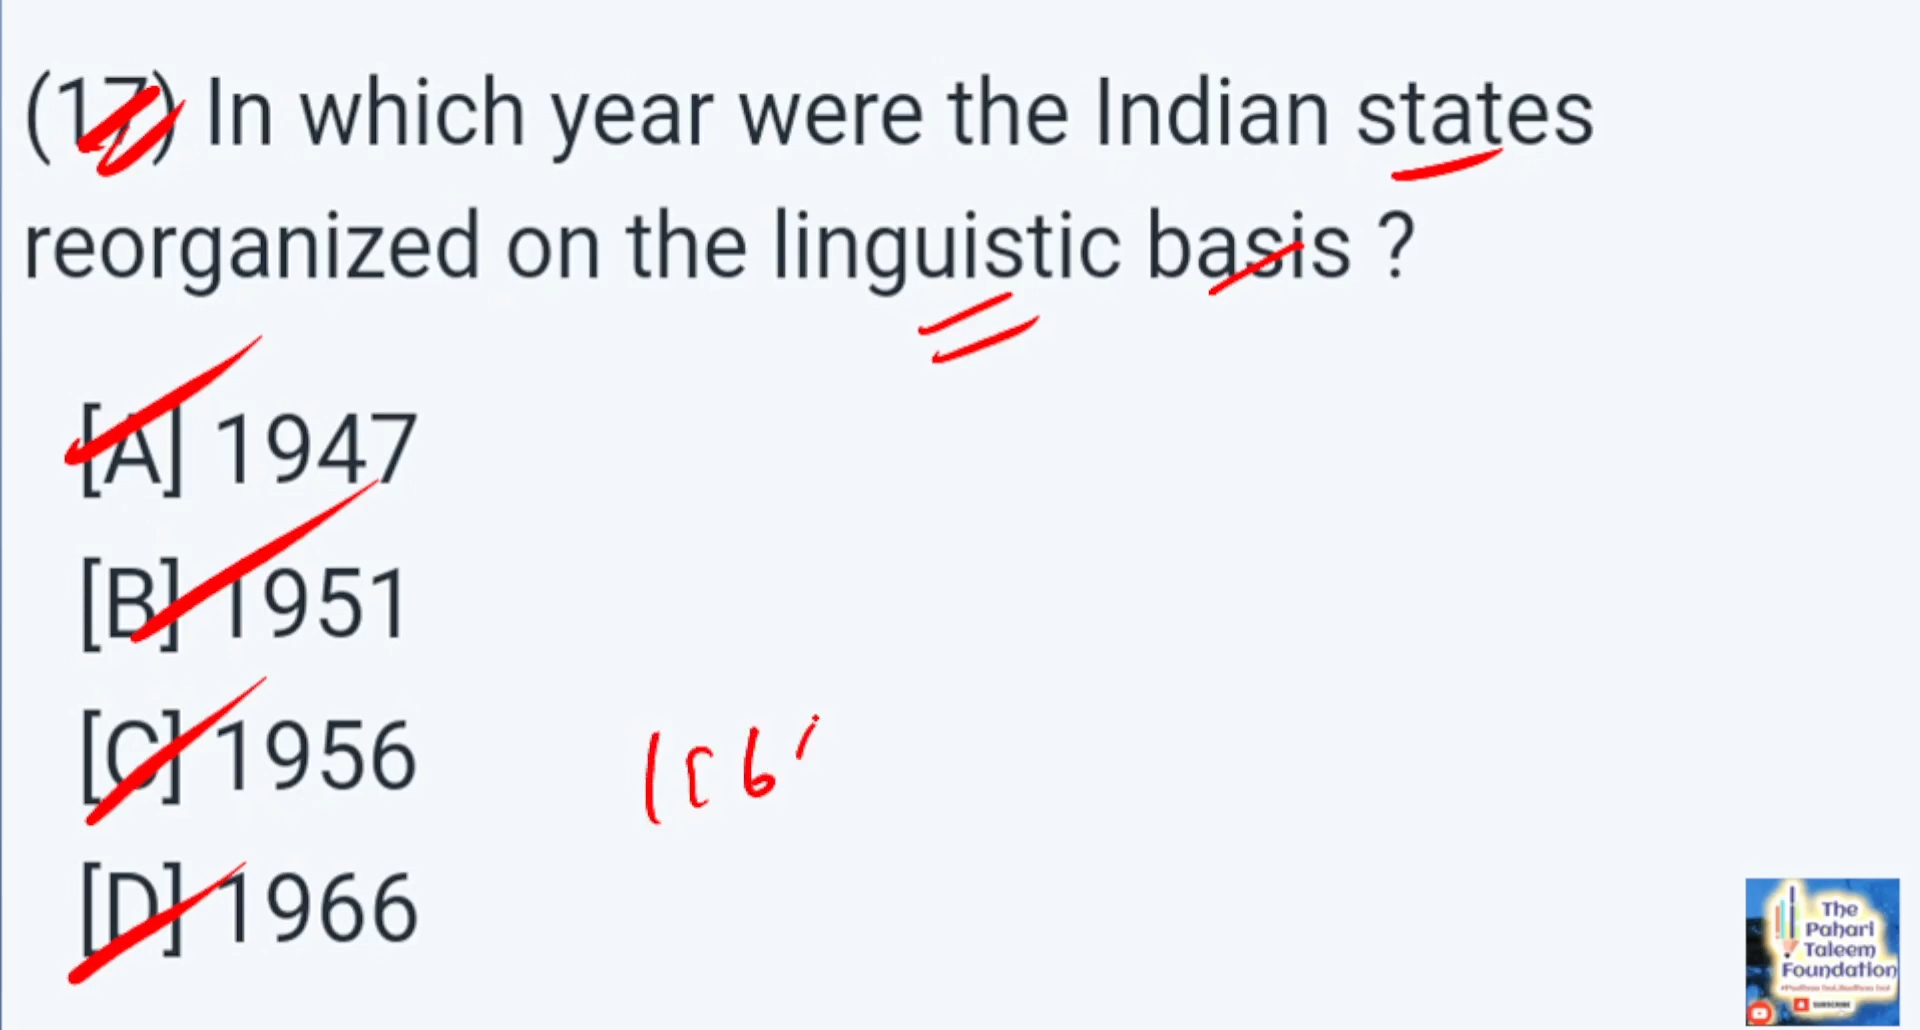 (17) In which year were the Indian states
reorganized on the linguistic basis ?
[A] 1947
[B] 1951
[C] 1956
[D] 1966
The
Pahari
Taleem
Foundation
SUBSCRIBE